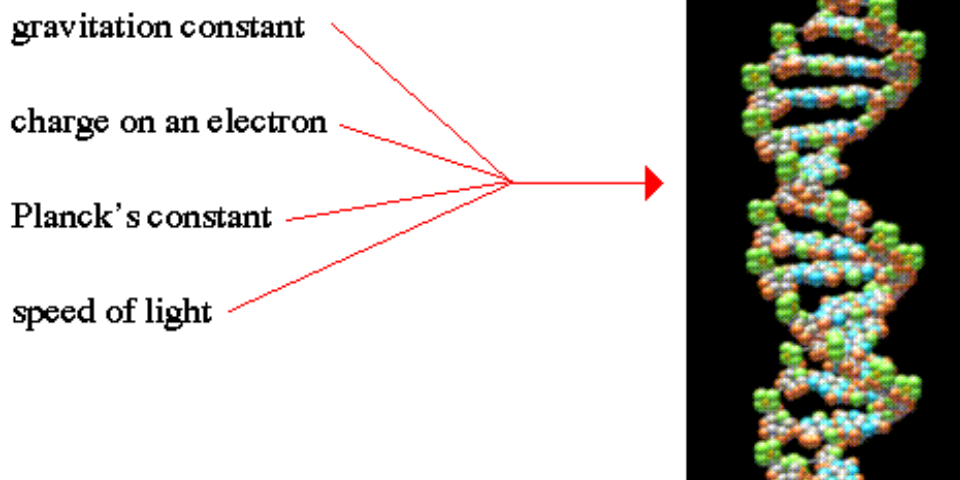 gravitation constant
charge on an electron
Planck's constant
speed of light